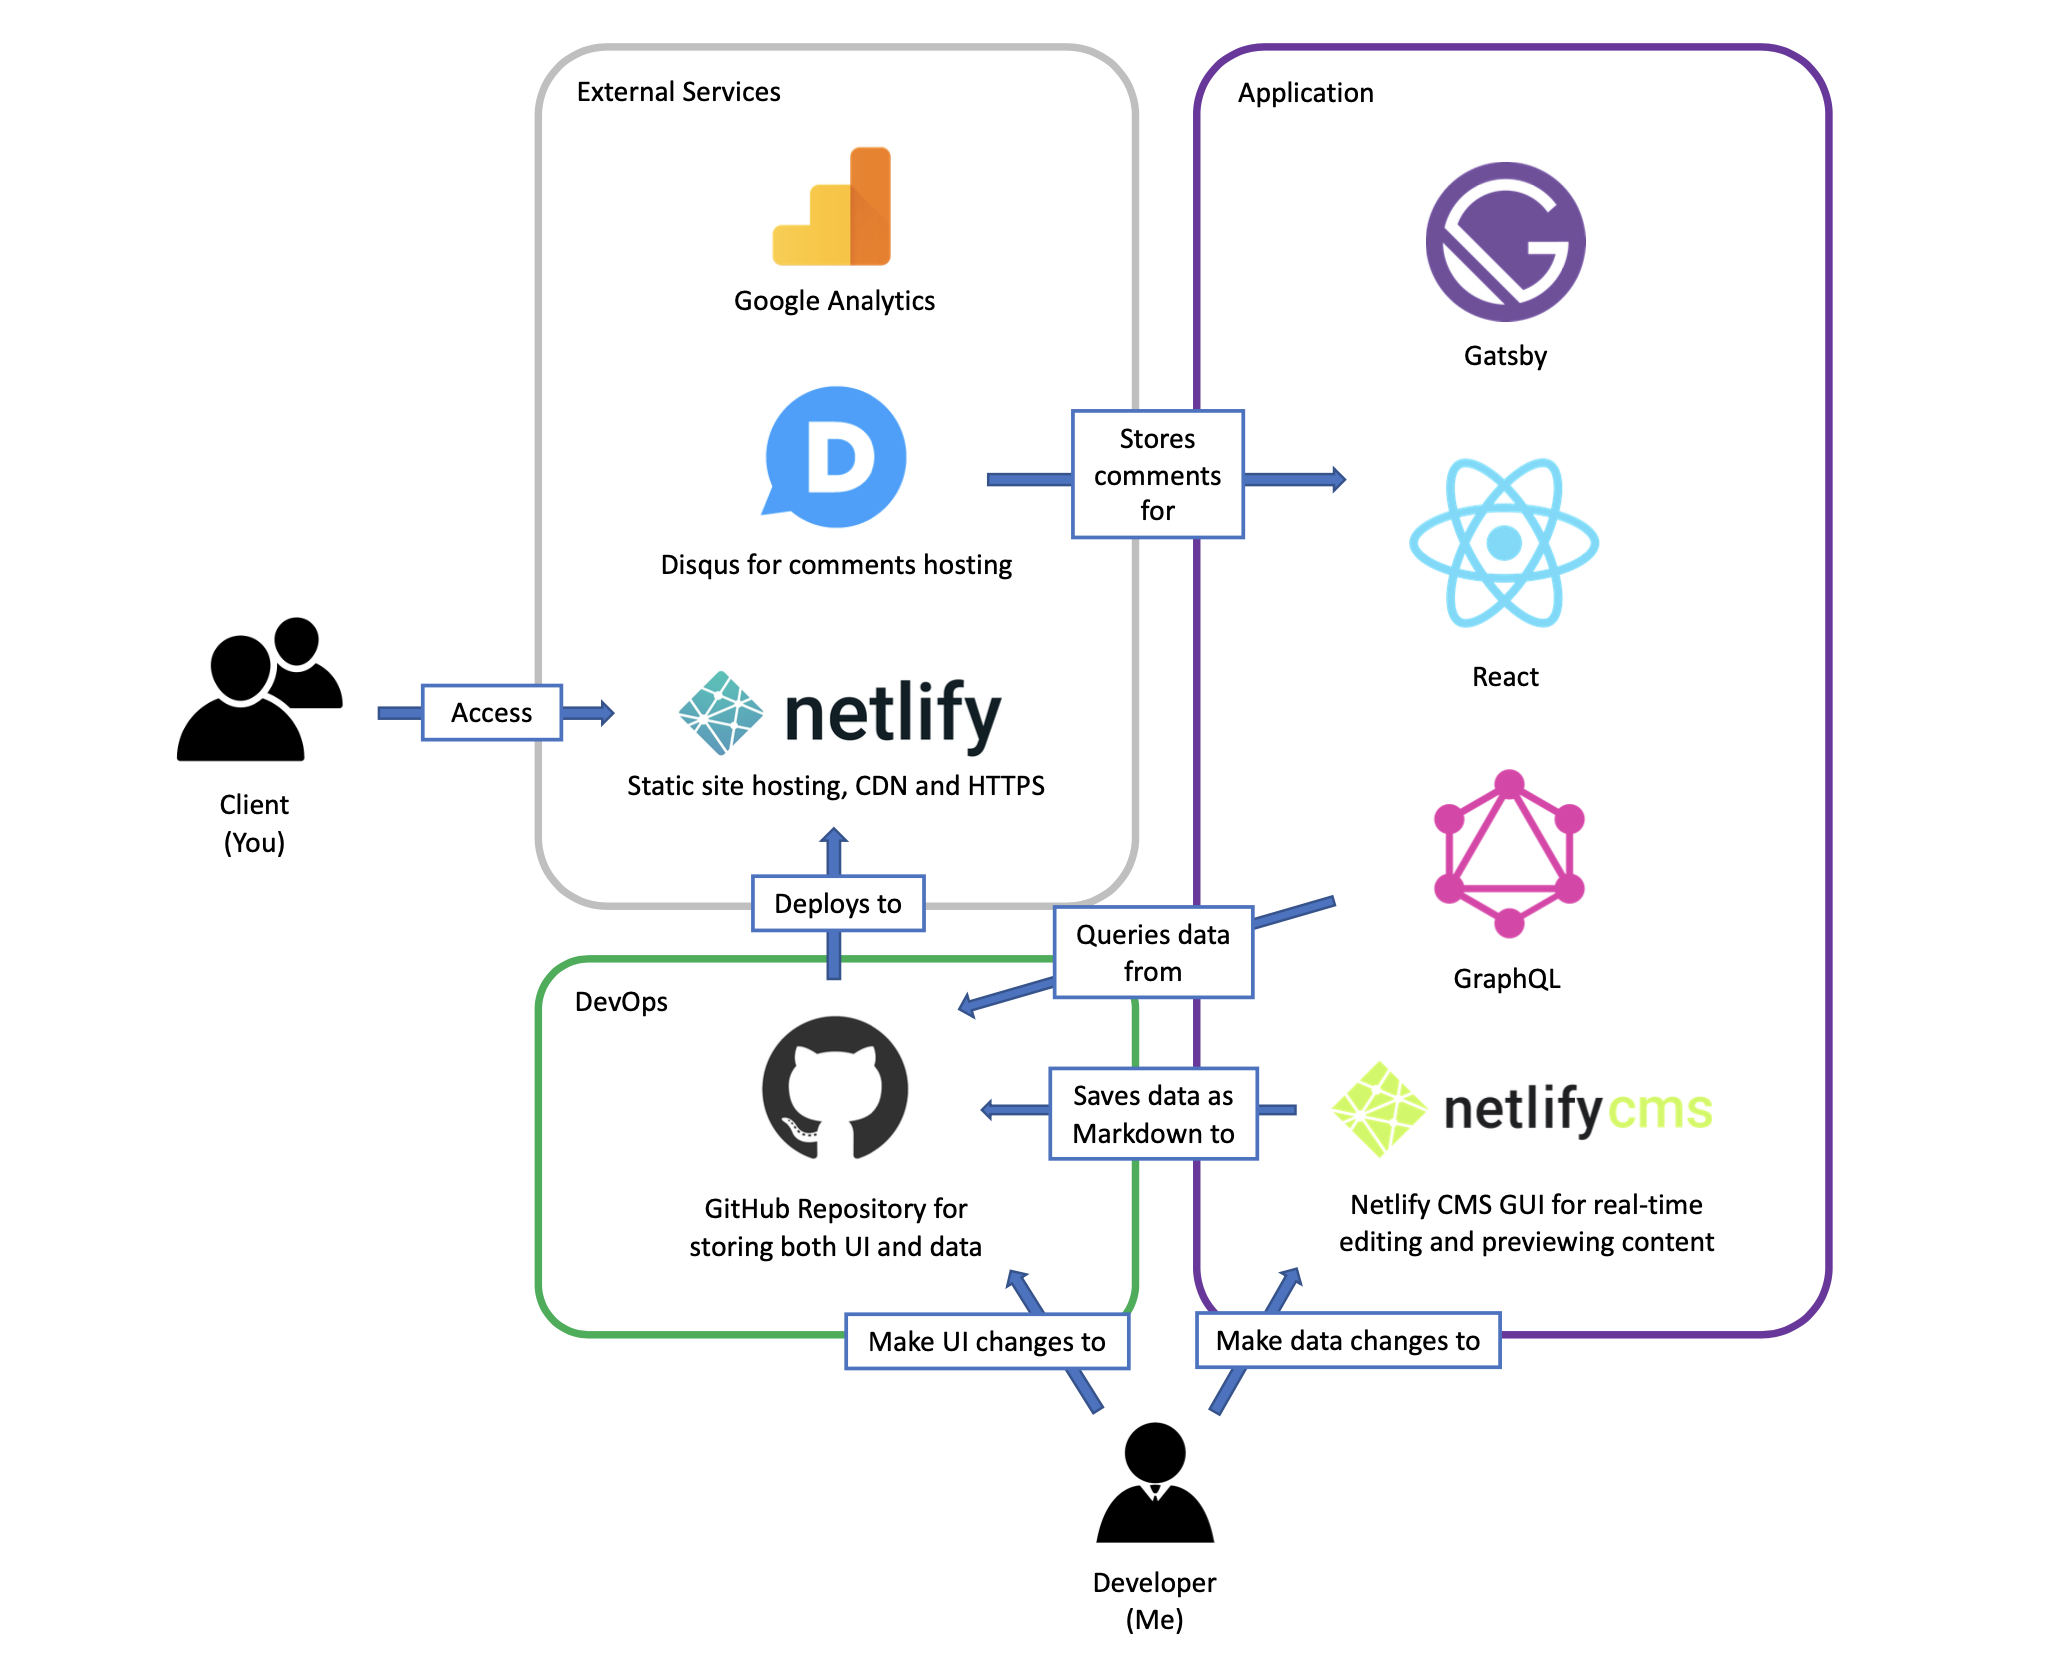 External Services
Application
Google Analytics
Gatsby
Stores
comments
for
Disqus for comments hosting
React
Access
netlify
Static site hosting, CDN and HTTPS
Client
(You)
Deploys to
Queries data
from
GraphQL
DevOps
Saves data as
Markdown to
netlifycms
GitHub Repository for
storing both UI and data
Netlify CMS GUI for real-time
editing and previewing content
Make UI changes to
Make data changes to
Developer
(Me)